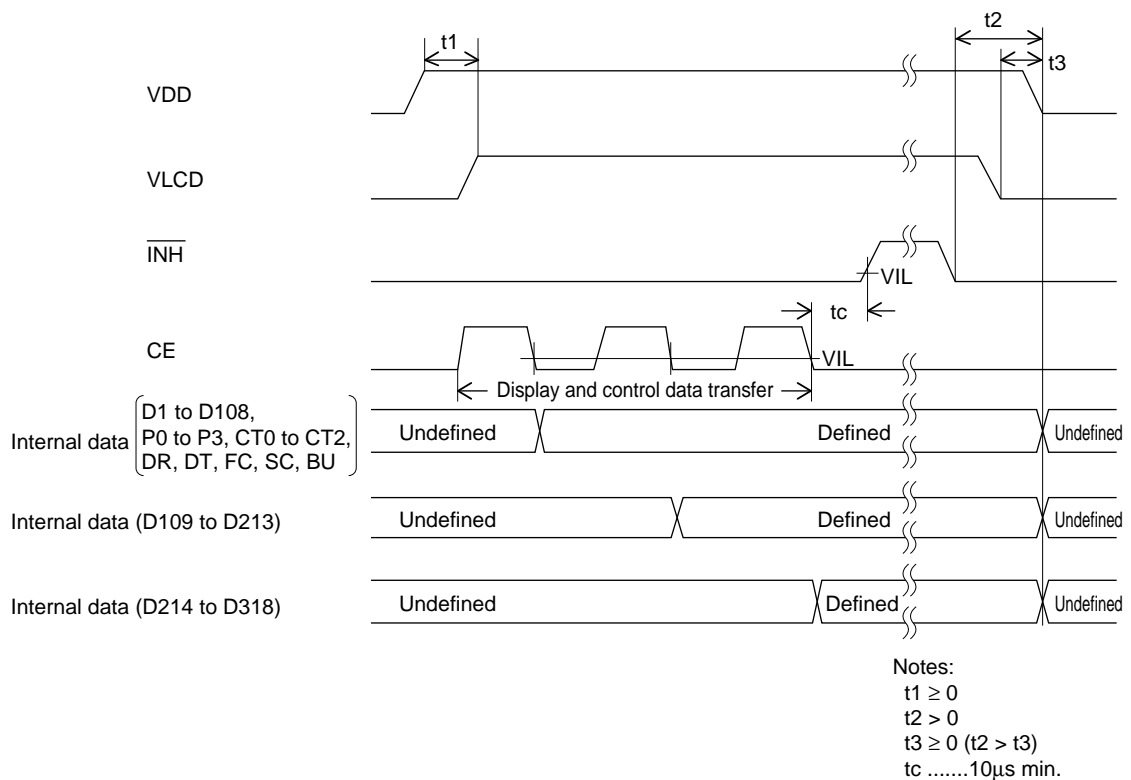 t2
t1
t3
VDD
VLCD
INH
VIL
tc
CE
VIL
Display and control data transfer
Internal data
D1 to D108,
P0 to P3, CT0 to CT2,
DR, DT, FC, SC, BU
Undefined
Defined
Undefined
Internal data (D109 to D213)
Undefined
Defined
Undefined
Internal data (D214 to D318)
Undefined
Defined
Undefined
Notes:
t1 ≥ 0
t2 > 0
t3 ≥ 0 (t2 > t3)
tc .......10μs min.